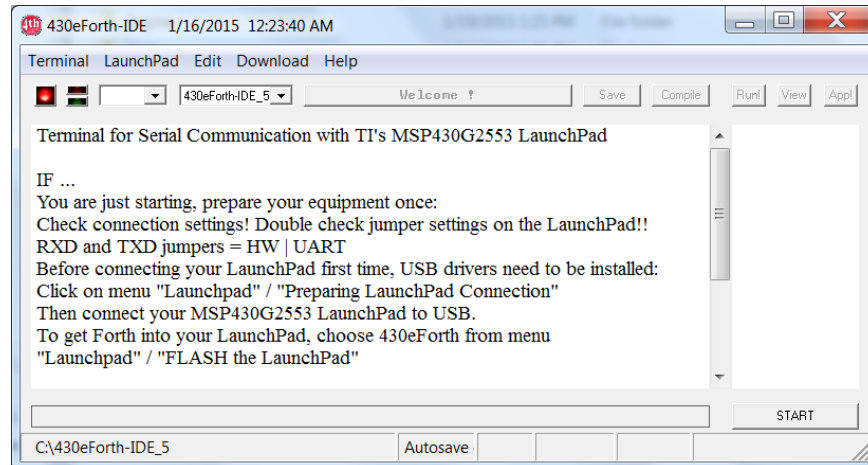 4th 430eForth-IDE 1/16/2015 12:23:40 AM
Terminal LaunchPad Edit Download Help
430eForth-IDE_5 Welcome ! Save Compile Run! View App!
Terminal for Serial Communication with TI's MSP430G2553 LaunchPad
IF ...
You are just starting, prepare your equipment once:
Check connection settings! Double check jumper settings on the LaunchPad!!
RXD and TXD jumpers = HW | UART
Before connecting your LaunchPad first time, USB drivers need to be installed:
Click on menu "Launchpad" / "Preparing LaunchPad Connection"
Then connect your MSP430G2553 LaunchPad to USB.
To get Forth into your LaunchPad, choose 430eForth from menu
"Launchpad" / "FLASH the LaunchPad"
START
C:\430eForth-IDE_5 Autosave